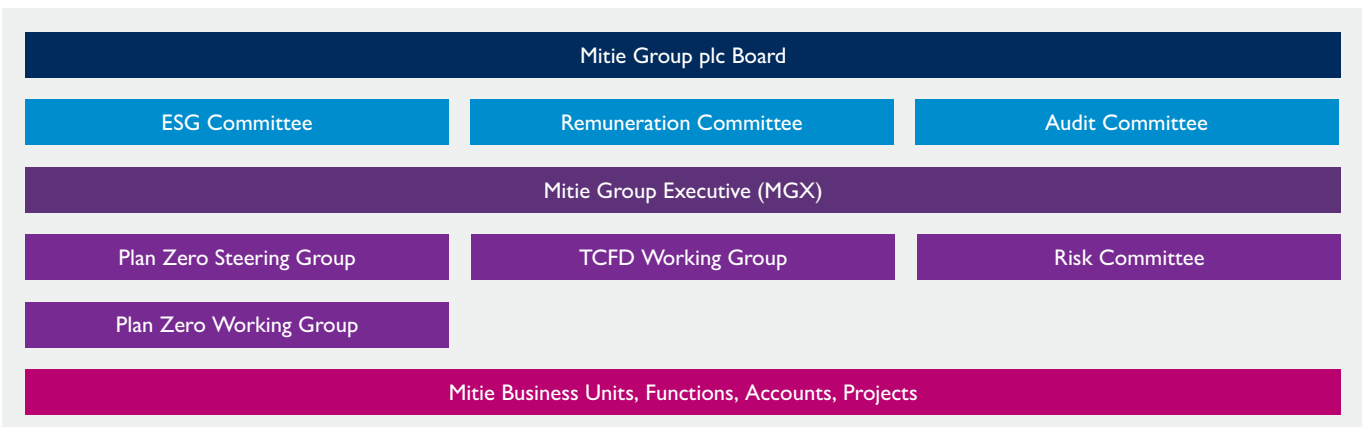 Mitie Group plc Board
ESG Committee
Remuneration Committee
Audit Committee
Mitie Group Executive (MGX)
Plan Zero Steering Group
TCFD Working Group
Risk Committee
Plan Zero Working Group
Mitie Business Units, Functions, Accounts, Projects